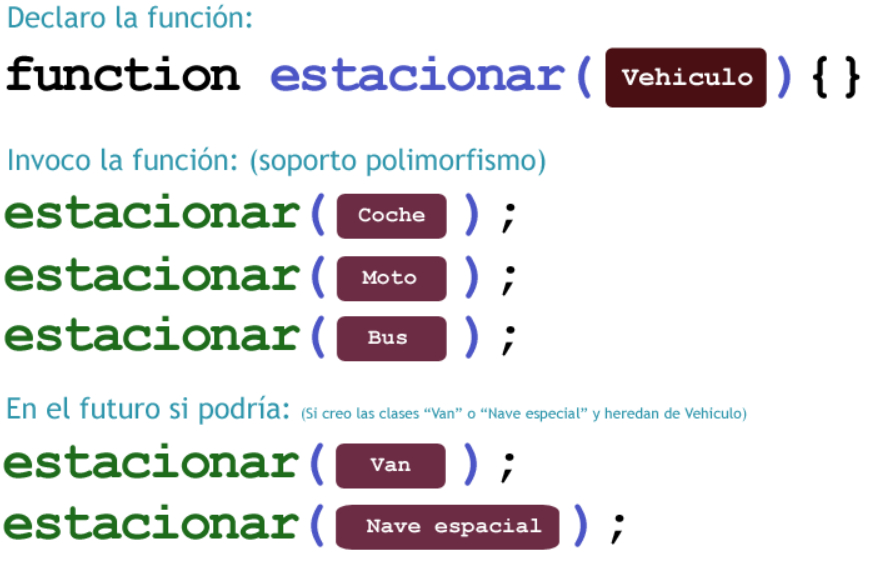 Declaro la función:
function estacionar( Vehiculo ){}
Invoco la función: (soporto polimorfismo)
estacionar( Coche );
estacionar( Moto );
estacionar( Bus );
En el futuro si podría: (Si creo las clases “Van” o “Nave especial” y heredan de Vehiculo)
estacionar( Van );
estacionar( Nave espacial );